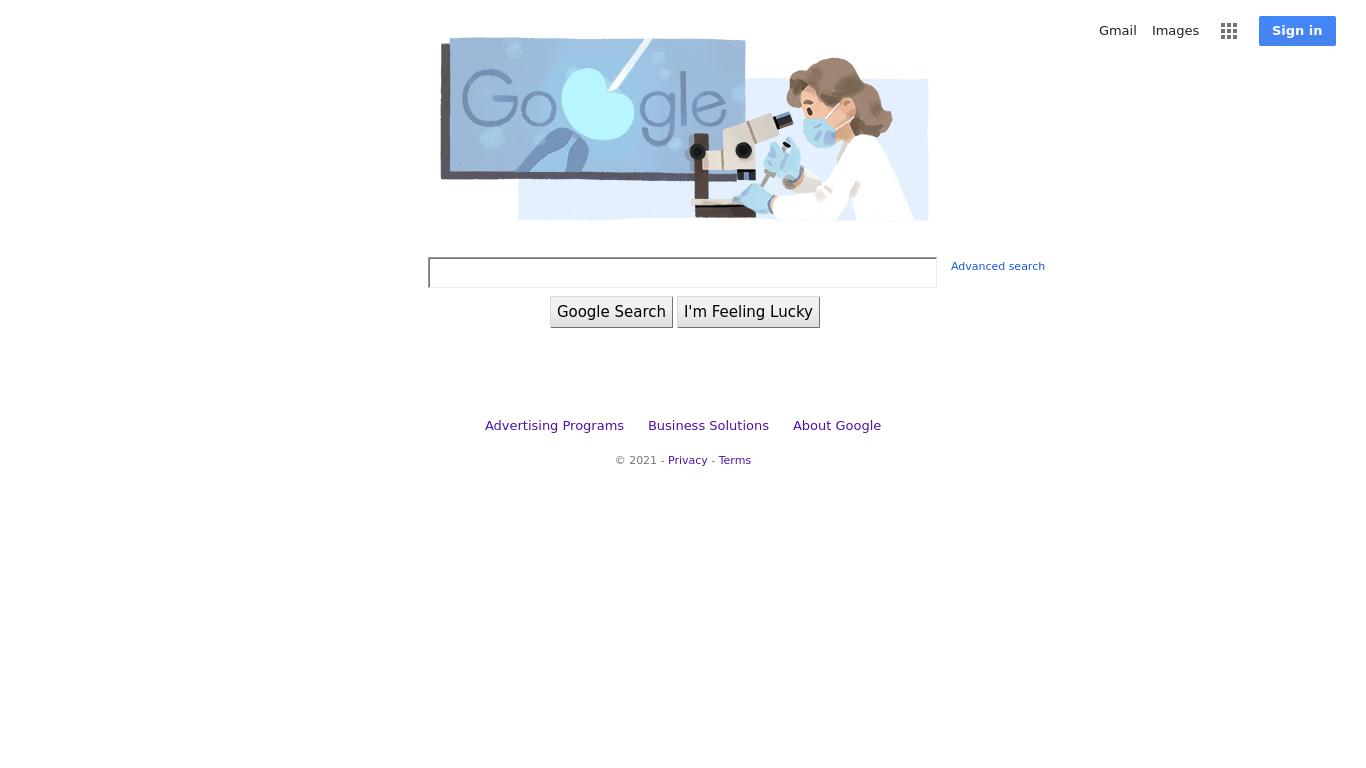 Gmail Images Sign in
Google
Advanced search
Google Search I'm Feeling Lucky
Advertising Programs Business Solutions About Google
© 2021 - Privacy - Terms